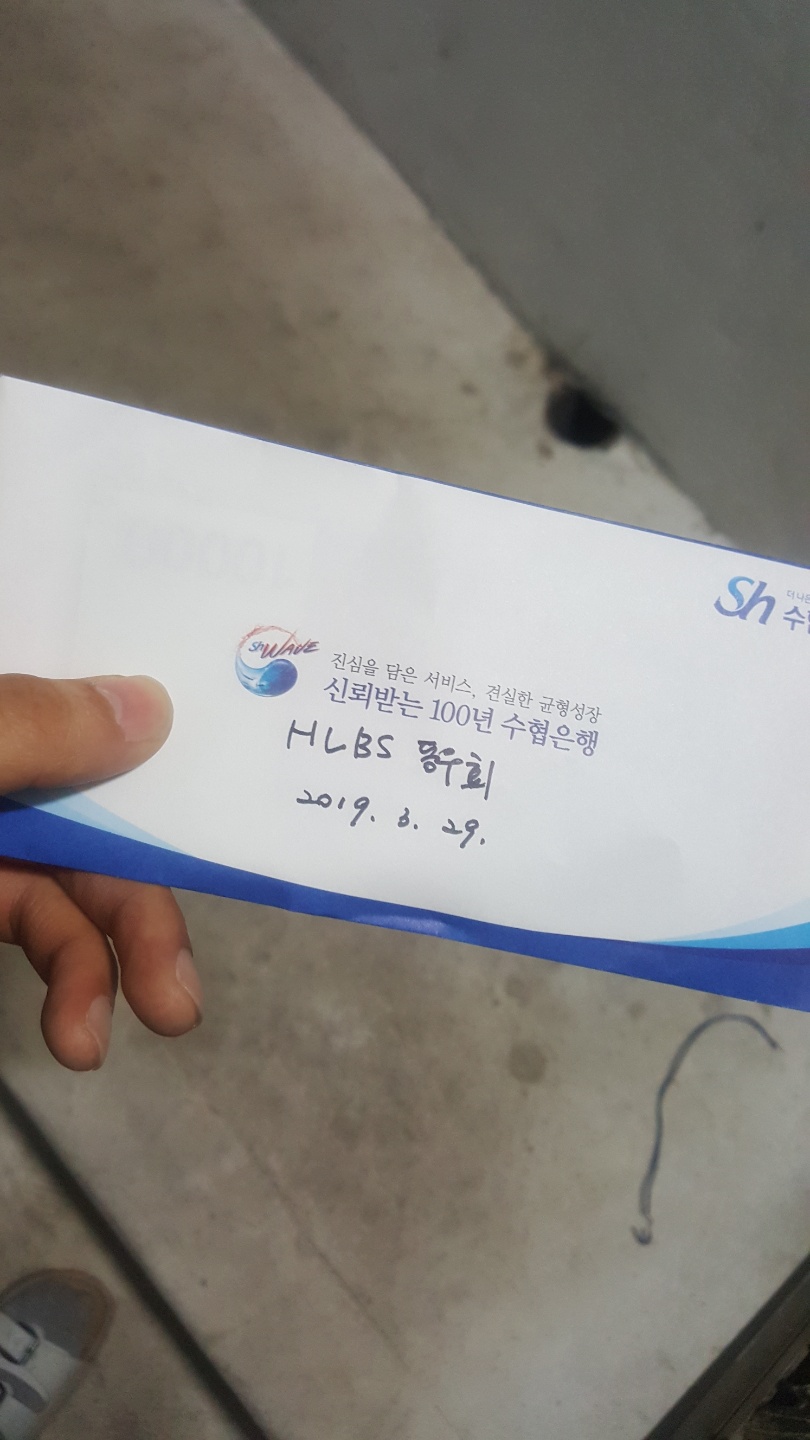 Sh
Sh WAVE
진심을 담은 서비스, 견실한 균형성장
신뢰받는 100년 수협은행
HLBS 동우회
2019. 3. 29.